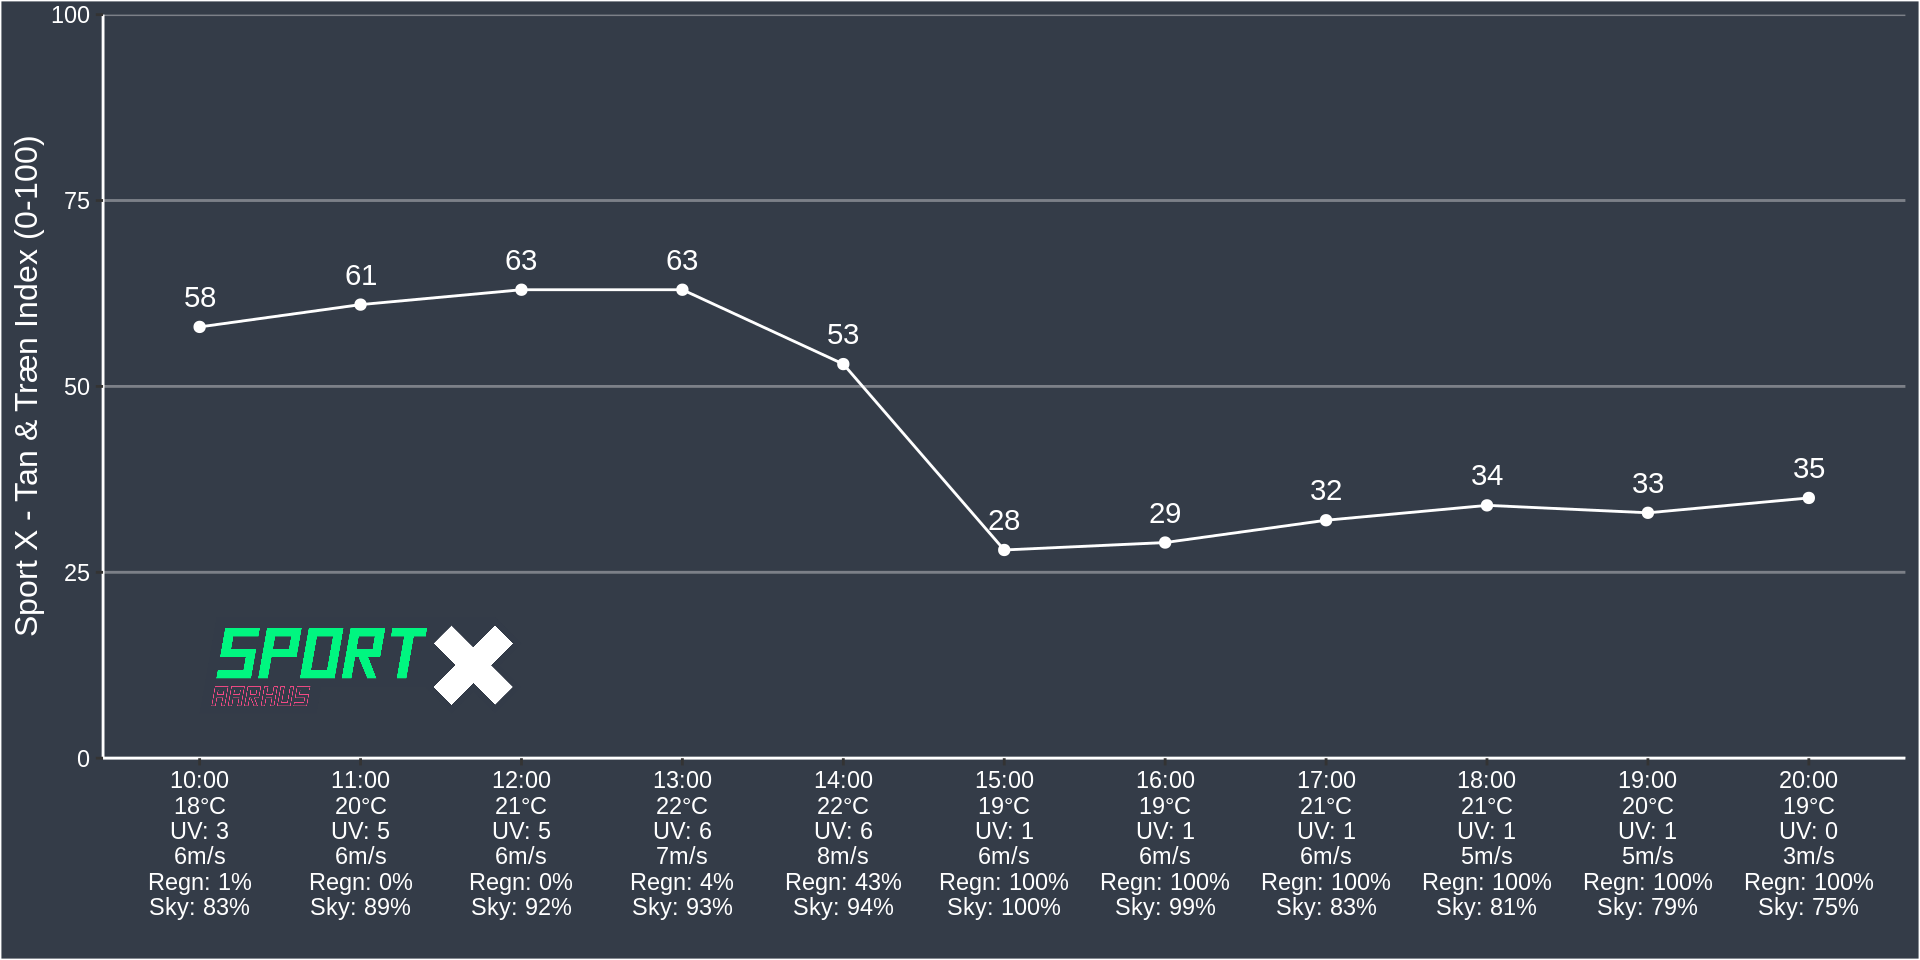 Sport X - Tan & Træn Index (0-100)
100
75
50
25
0
58
61
63
63
53
28
29
32
34
33
35
SPORT X
AARHUS
10:00 11:00 12:00 13:00 14:00 15:00 16:00 17:00 18:00 19:00 20:00
18°C 20°C 21°C 22°C 22°C 19°C 19°C 21°C 21°C 20°C 19°C
UV: 3 UV: 5 UV: 5 UV: 6 UV: 6 UV: 1 UV: 1 UV: 1 UV: 1 UV: 1 UV: 0
6m/s 6m/s 6m/s 7m/s 8m/s 6m/s 6m/s 6m/s 5m/s 5m/s 3m/s
Regn: 1% Regn: 0% Regn: 0% Regn: 4% Regn: 43% Regn: 100% Regn: 100% Regn: 100% Regn: 100% Regn: 100% Regn: 100%
Sky: 83% Sky: 89% Sky: 92% Sky: 93% Sky: 94% Sky: 100% Sky: 99% Sky: 83% Sky: 81% Sky: 79% Sky: 75%